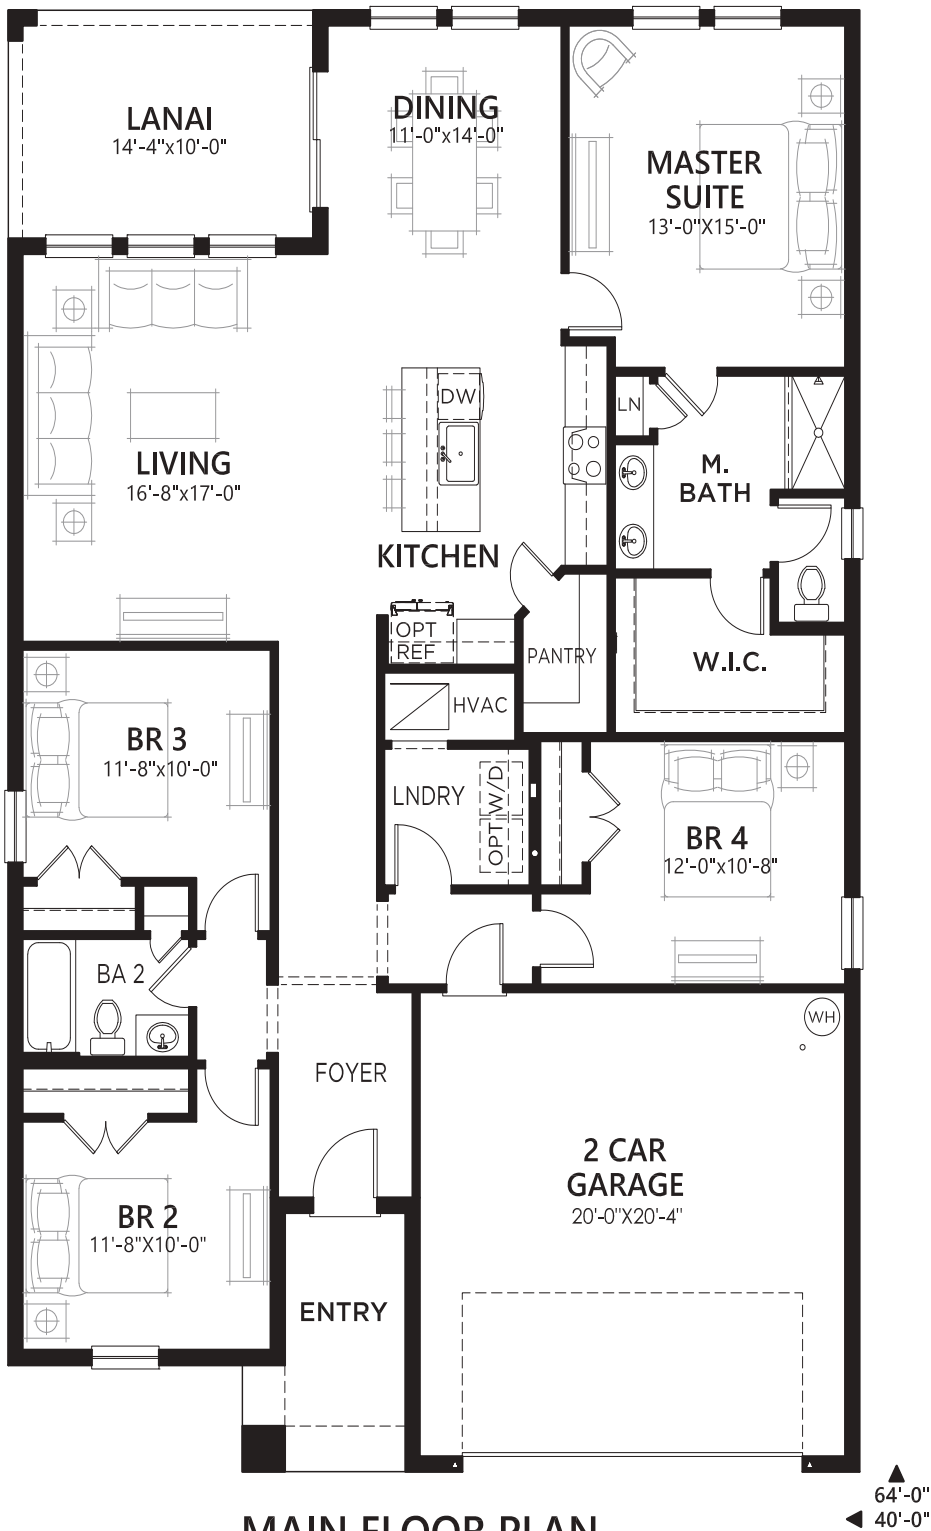 LANAI
14'-4"x10'-0"
DINING
11'-0"x14'-0"
MASTER
SUITE
13'-0"X15'-0"
DW
LN
LIVING
16'-8"x17'-0"
M.
BATH
KITCHEN
OPT
REF
PANTRY
W.I.C.
HVAC
BR 3
11'-8"x10'-0"
LNDRY
OPT W/D
BR 4
12'-0"x10'-8"
BA 2
WH
FOYER
2 CAR
GARAGE
20'-0"X20'-4"
BR 2
11'-8"X10'-0"
ENTRY
64'-0"
40'-0"
MAIN FLOOR PLAN